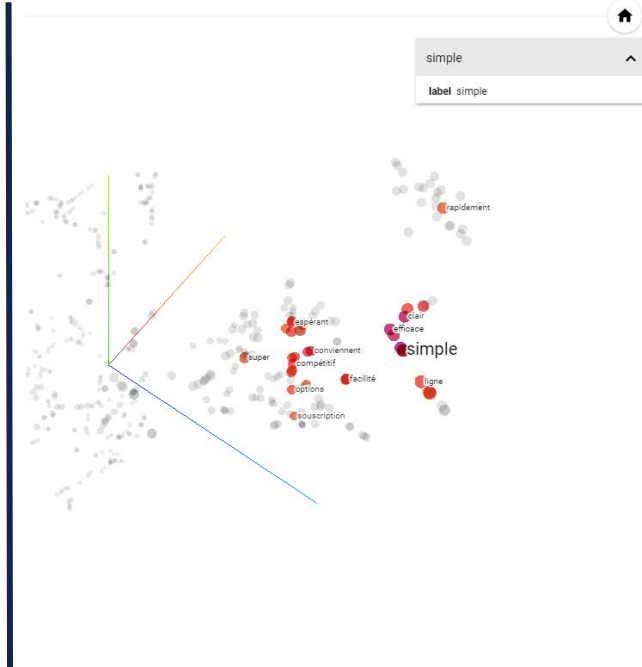 simple
label simple
rapidement
clair
efficace
simple
espérant
conviennent
super
compétitif
facilité
ligne
options
souscription